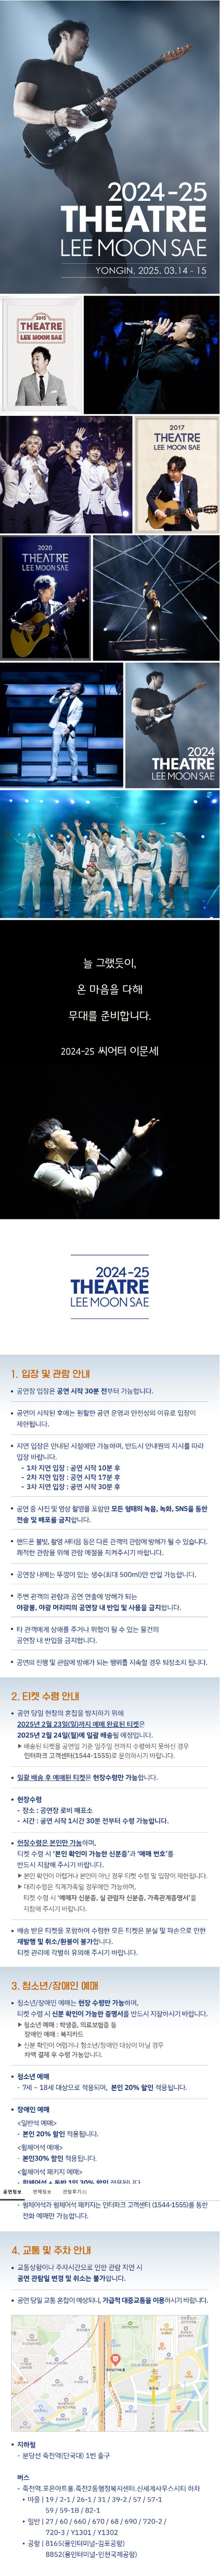 2024-25
THEATRE
LEE MOON SAE
YONGIN, 2025. 03.14 - 15
2015
THEATRE
LEE MOON SAE
2017
THEATRE
LEE MOON SAE
2020
THEATRE
LEE MOON SAE
2024
THEATRE
LEE MOON SAE
늘 그랬듯이,
온 마음을 다해
무대를 준비합니다.
2024-25 씨어터 이문세
2024-25
THEATRE
LEE MOON SAE
1. 입장 및 관람 안내
• 공연장 입장은 공연 시작 30분 전부터 가능합니다.
• 공연이 시작된 후에는 원활한 공연 운영과 안전상의 이유로 입장이
제한됩니다.
• 지연 입장은 안내된 시점에만 가능하며, 반드시 안내원의 지시를 따라
입장 바랍니다.
- 1차 지연 입장 : 공연 시작 10분 후
- 2차 지연 입장 : 공연 시작 17분 후
- 3차 지연 입장 : 공연 시작 30분 후
• 공연 중 사진 및 영상 촬영을 포함한 모든 형태의 녹음, 녹화, SNS를 통한
전송 및 배포를 금지합니다.
• 핸드폰 불빛, 촬영 셔터음 등은 다른 관객의 관람에 방해가 될 수 있습니다.
쾌적한 관람을 위해 관람 예절을 지켜주시기 바랍니다.
• 공연장 내에는 뚜껑이 있는 생수(최대 500ml)만 반입 가능합니다.
• 주변 관객의 관람과 공연 연출에 방해가 되는
야광봉, 야광 머리띠의 공연장 내 반입 및 사용을 금지합니다.
• 타 관객에게 상해를 주거나 위협이 될 수 있는 물건의
공연장 내 반입을 금지합니다.
• 공연의 진행 및 관람에 방해가 되는 행위를 지속할 경우 퇴장조치 됩니다.
2. 티켓 수령 안내
• 공연 당일 현장의 혼잡을 방지하기 위해
2025년 2월 23일(일)까지 예매 완료된 티켓은
2025년 2월 24일(월)에 일괄 배송될 예정입니다.
▶ 배송된 티켓을 공연일 기준 일주일 전까지 수령하지 못하신 경우
인터파크 고객센터(1544-1555)로 문의하시기 바랍니다.
• 일괄 배송 후 예매된 티켓은 현장수령만 가능합니다.
• 현장수령
- 장소 : 공연장 로비 매표소
- 시간 : 공연 시작 1시간 30분 전부터 수령 가능합니다.
• 현장수령은 본인만 가능하며,
티켓 수령 시 '본인 확인이 가능한 신분증'과 '예매 번호'를
반드시 지참해 주시기 바랍니다.
▶ 본인 확인이 어렵거나 본인이 아닌 경우 티켓 수령 및 입장이 제한됩니다.
▶ 대리수령은 직계가족일 경우에만 가능하며,
티켓 수령 시 '예매자 신분증, 실 관람자 신분증, 가족관계증명서'을
지참해 주시기 바랍니다.
• 배송 받은 티켓을 포함하여 수령한 모든 티켓은 분실 및 파손으로 인한
재발행 및 취소/환불이 불가합니다.
티켓 관리에 각별히 유의해 주시기 바랍니다.
3. 청소년/장애인 예매
• 청소년/장애인 예매는 현장 수령만 가능하며,
티켓 수령 시 신분 확인이 가능한 증명서를 반드시 지참하시기 바랍니다.
▶ 청소년 예매 : 학생증, 의료보험증 등
장애인 예매 : 복지카드
▶ 신분 확인이 어렵거나 청소년/장애인 대상이 아닐 경우
차액 결제 후 수령 가능합니다.
• 청소년 예매
- 7세 ~ 18세 대상으로 적용되며, 본인 20% 할인 적용됩니다.
• 장애인 예매
<일반석 예매>
- 본인 20% 할인 적용됩니다.
<휠체어석 예매>
- 본인30% 할인 적용됩니다.
<휠체어석 패키지 예매>
- 휠체어석 + 동반 1인 30% 할인 적용됩니다.
공연정보 판매정보 관람후기
- 휠체어석과 휠체어석 패키지는 인터파크 고객센터 (1544-1555)를 통한
전화 예매만 가능합니다.
4. 교통 및 주차 안내
• 교통상황이나 주차시간으로 인한 관람 지연 시
공연 관람일 변경 및 취소는 불가합니다.
• 공연 당일 교통 혼잡이 예상되니, 가급적 대중교통을 이용하시기 바랍니다.
• 지하철
- 분당선 죽전역(단국대) 1번 출구
버스
- 죽전역.포은아트홀.죽전2동행정복지센터.신세계사우스시티 하차
• 마을 | 19 / 2-1 / 26-1 / 31 / 39-2 / 57 / 57-1
59 / 59-1B / 82-1
• 일반 | 27 / 60 / 660 / 670 / 68 / 690 / 720-2 /
720-3 / Y1301 / Y1302
• 공항 | 8165(용인터미널-김포공항)
8852(용인터미널-인천국제공항)